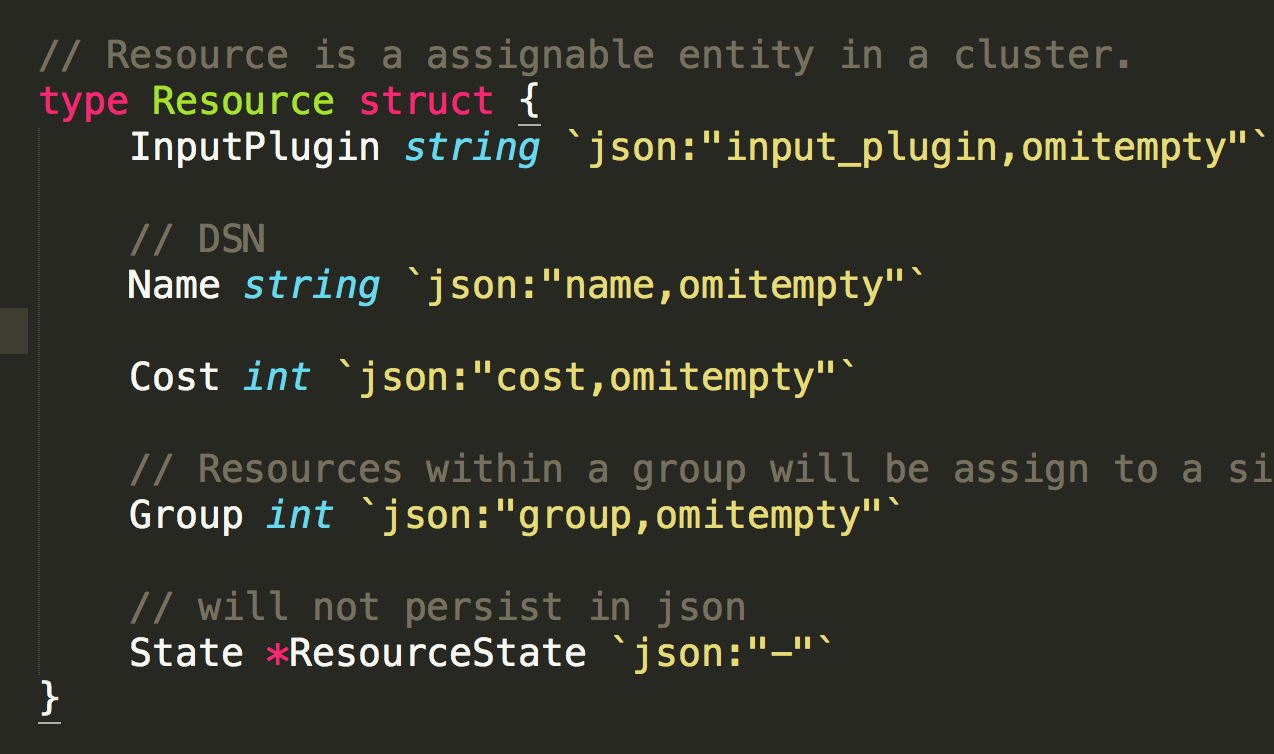 // Resource is a assignable entity in a cluster.
type Resource struct {
InputPlugin string `json:"input_plugin,omitempty"`
// DSN
Name string `json:"name,omitempty"`
Cost int `json:"cost,omitempty"`
// Resources within a group will be assign to a
Group int `json:"group,omitempty"`
// will not persist in json
State *ResourceState `json:"-"`
}